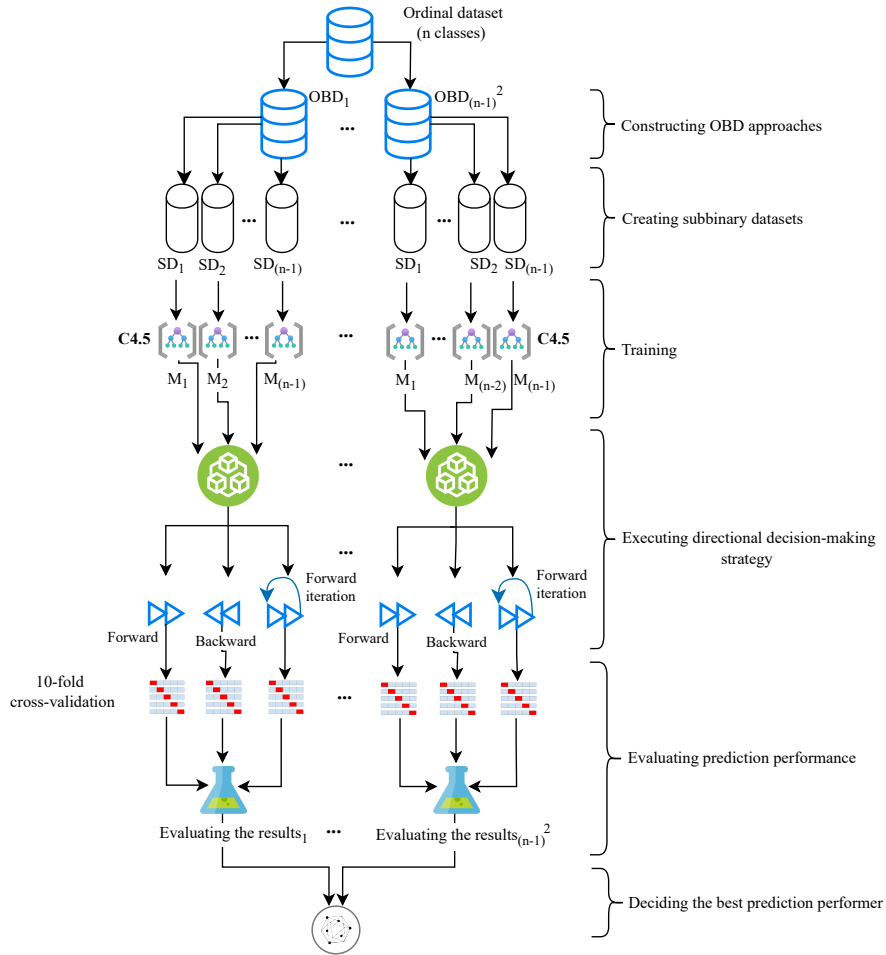 Ordinal dataset
(n classes)
OBD1
OBD(n-1)2
...
Constructing OBD approaches
...
...
...
Creating subbinary datasets
SD1
SD2
SD(n-1)
SD1
SD2
SD(n-1)
C4.5
...
...
...
C4.5
Training
M1
M2
M(n-1)
M1
M(n-2)
M(n-1)
...
Executing directional decision-making
strategy
...
Forward
iteration
Forward
iteration
Forward
Backward
Forward
Backward
10-fold
cross-validation
...
Evaluating prediction performance
Evaluating the results1
...
Evaluating the results(n-1)2
Deciding the best prediction performer